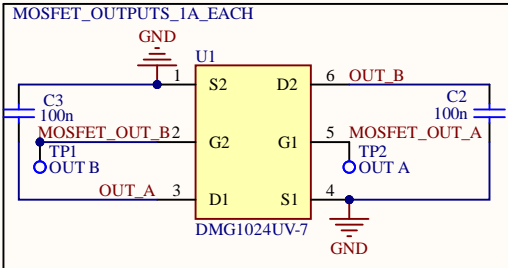 MOSFET_OUTPUTS_1A_EACH
GND
U1
1 S2 D2 6 OUT_B
C3
100n
C2
100n
MOSFET_OUT_B 2 G2 G1 5 MOSFET_OUT_A
TP1
OUT B
TP2
OUT A
OUT_A 3 D1 S1 4
DMG1024UV-7
GND